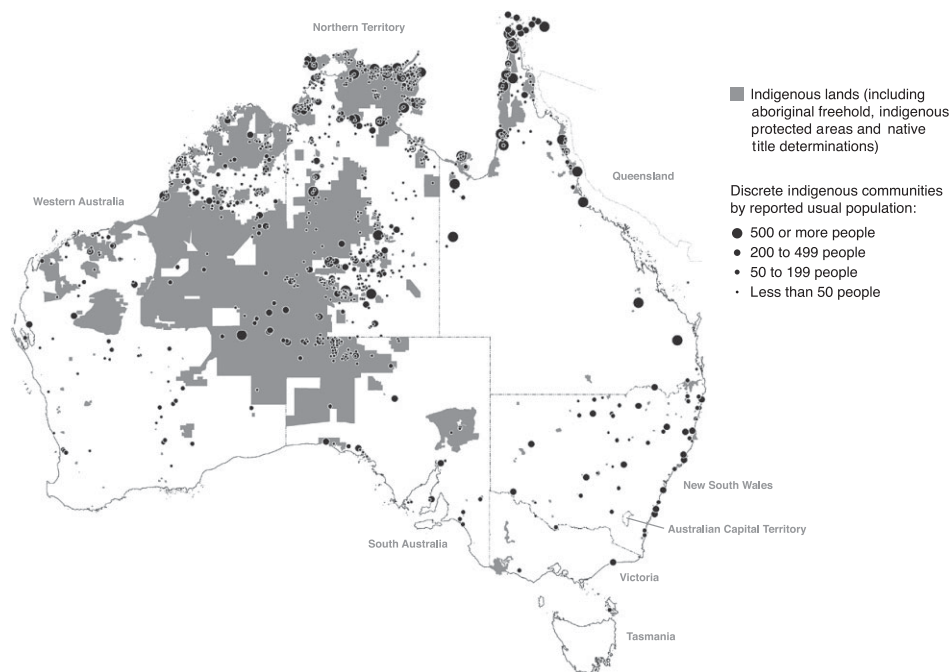 Northern Territory
Indigenous lands (including
aboriginal freehold, indigenous
protected areas and native
title determinations)
Queensland
Western Australia
Discrete indigenous communities
by reported usual population:
500 or more people
200 to 499 people
50 to 199 people
Less than 50 people
New South Wales
Australian Capital Territory
South Australia
Victoria
Tasmania